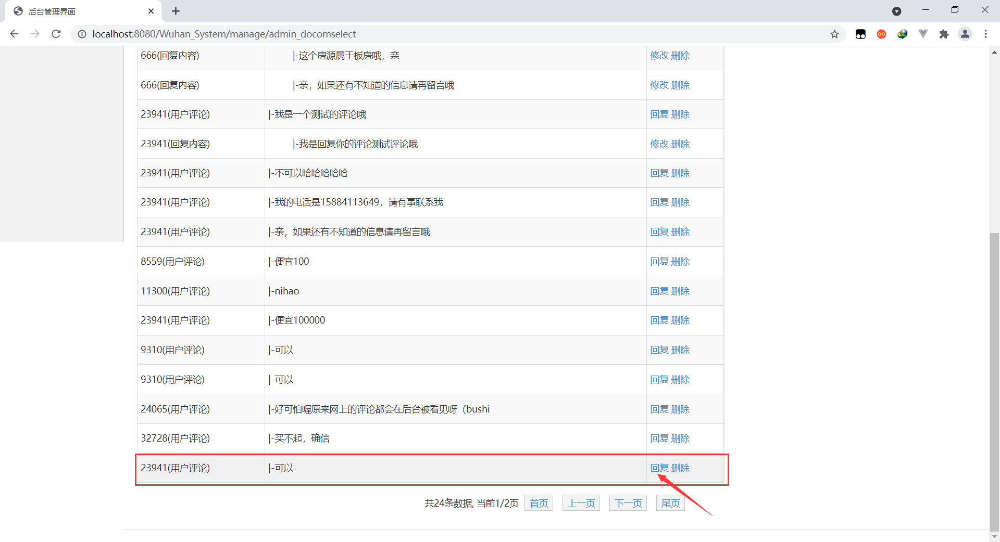 后台管理界面
localhost:8080/Wuhan_System/manage/admin_docomselect
666(回复内容) |-这个房源属于板房哦，亲 修改 删除
666(回复内容) |-亲，如果还有不知道的信息请再留言哦 修改 删除
23941(用户评论) |-我是一个测试的评论哦 回复 删除
23941(回复内容) |-我是回复你的评论测试评论哦 修改 删除
23941(用户评论) |-不可以哈哈哈哈哈 回复 删除
23941(用户评论) |-我的电话是15884113649，请有事联系我 回复 删除
23941(用户评论) |-亲，如果还有不知道的信息请再留言哦 回复 删除
8559(用户评论) |-便宜100 回复 删除
11300(用户评论) |-nihao 回复 删除
23941(用户评论) |-便宜100000 回复 删除
9310(用户评论) |-可以 回复 删除
9310(用户评论) |-可以 回复 删除
24065(用户评论) |-好可怕喔原来网上的评论都会在后台被看见呀（bushi 回复 删除
32728(用户评论) |-买不起，确信 回复 删除
23941(用户评论) |-可以 回复 删除
共24条数据, 当前1/2页 首页 上一页 下一页 尾页